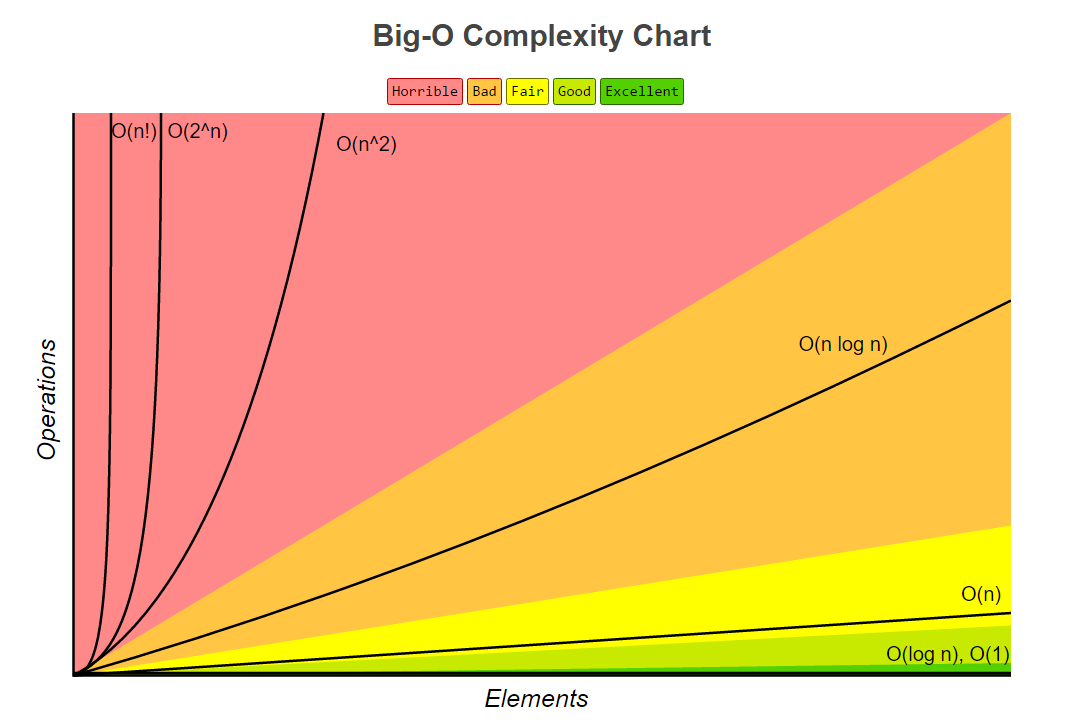 Big-O Complexity Chart
Horrible Bad Fair Good Excellent
O(n!) O(2^n)
O(n^2)
O(n log n)
Operations
O(n)
O(log n), O(1)
Elements